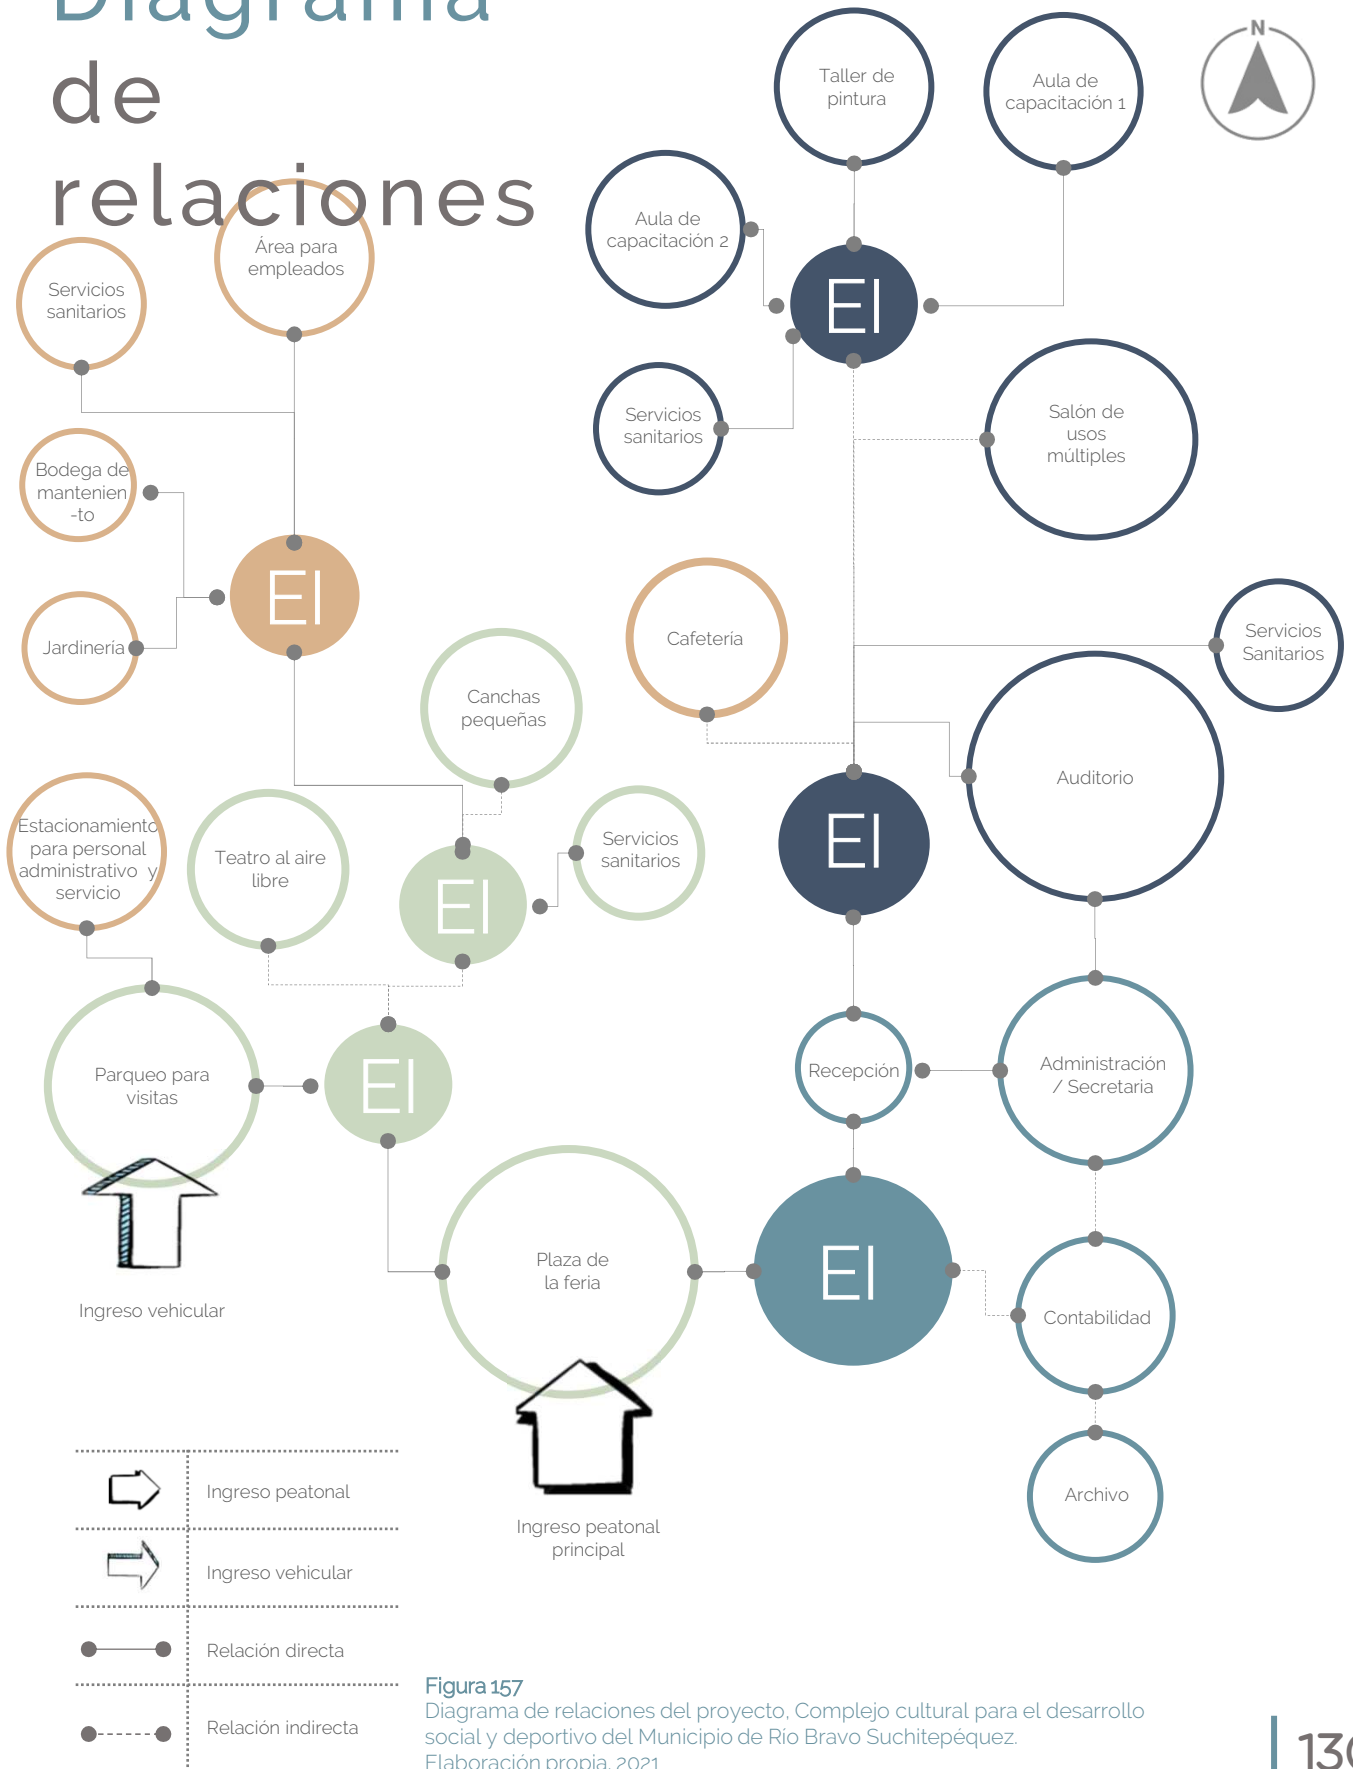 Diagrama
de
relaciones
N
Taller de
pintura
Aula de
capacitación 1
Aula de
capacitación 2
EI
Servicios
sanitarios
Salón de
usos
múltiples
Área para
empleados
Servicios
sanitarios
Bodega de
mantenien
-to
Jardinería
EI
Cafetería
Servicios
Sanitarios
Auditorio
EI
Canchas
pequeñas
Servicios
sanitarios
EI
Estacionamiento
para personal
administrativo y
servicio
Teatro al aire
libre
Parqueo para
visitas
EI
Ingreso vehicular
Recepción
Administración
/ Secretaria
Plaza de
la feria
EI
Contabilidad
Archivo
Ingreso peatonal
principal
Ingreso peatonal
Ingreso vehicular
Relación directa
Relación indirecta
Figura 157
Diagrama de relaciones del proyecto, Complejo cultural para el desarrollo
social y deportivo del Municipio de Río Bravo Suchitepéquez.
Elaboración propia, 2021